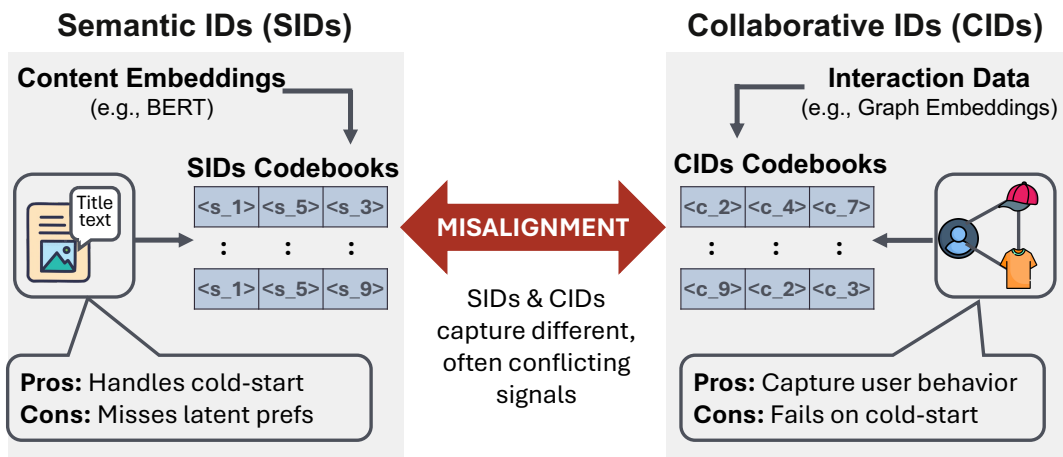 Semantic IDs (SIDs)
Content Embeddings
(e.g., BERT)
SIDs Codebooks
Title
text
<s_1> <s_5> <s_3>
: : :
<s_1> <s_5> <s_9>
Pros: Handles cold-start
Cons: Misses latent prefs
MISALIGNMENT
SIDs & CIDs
capture different,
often conflicting
signals
Collaborative IDs (CIDs)
Interaction Data
(e.g., Graph Embeddings)
CIDs Codebooks
<c_2> <c_4> <c_7>
: : :
<c_9> <c_2> <c_3>
Pros: Capture user behavior
Cons: Fails on cold-start